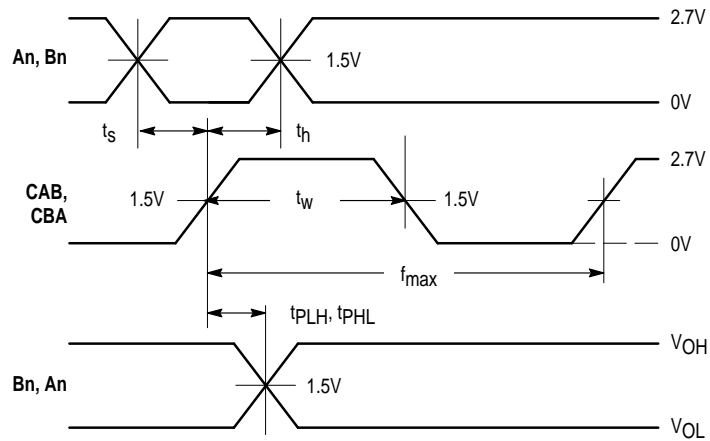 2.7V
An, Bn
1.5V
0V
ts
th
2.7V
CAB,
CBA
1.5V
tw
1.5V
0V
fmax
tPLH, tPHL
VOH
Bn, An
1.5V
VOL